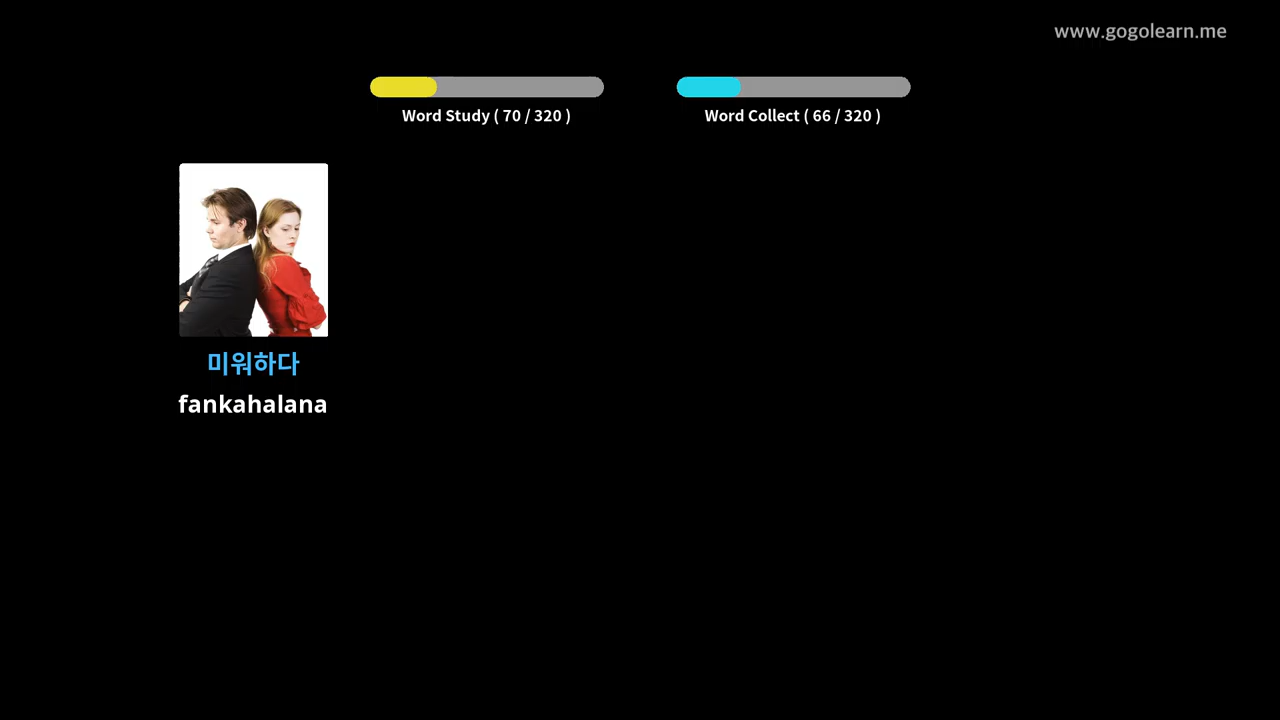 www.gogolearn.me
Word Study ( 70 / 320 )
Word Collect ( 66 / 320 )
미워하다
fankahalana